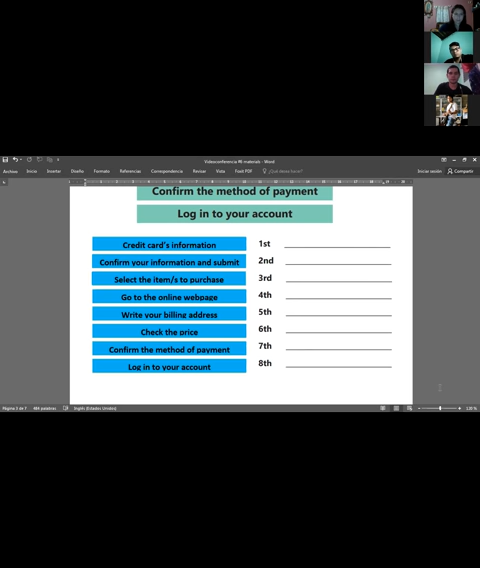 Videoconferencia #6 materials - Word
Archivo Inicio Insertar Diseño Formato Referencias Correspondencia Revisar Vista Foxit PDF ¿Qué desea hacer? Iniciar sesión Compartir
Confirm the method of payment
Log in to your account
Credit card's information 1st
Confirm your information and submit 2nd
Select the item/s to purchase 3rd
Go to the online webpage 4th
Write your billing address 5th
Check the price 6th
Confirm the method of payment 7th
Log in to your account 8th
Página 5 de 7 484 palabras Inglés (Estados Unidos)